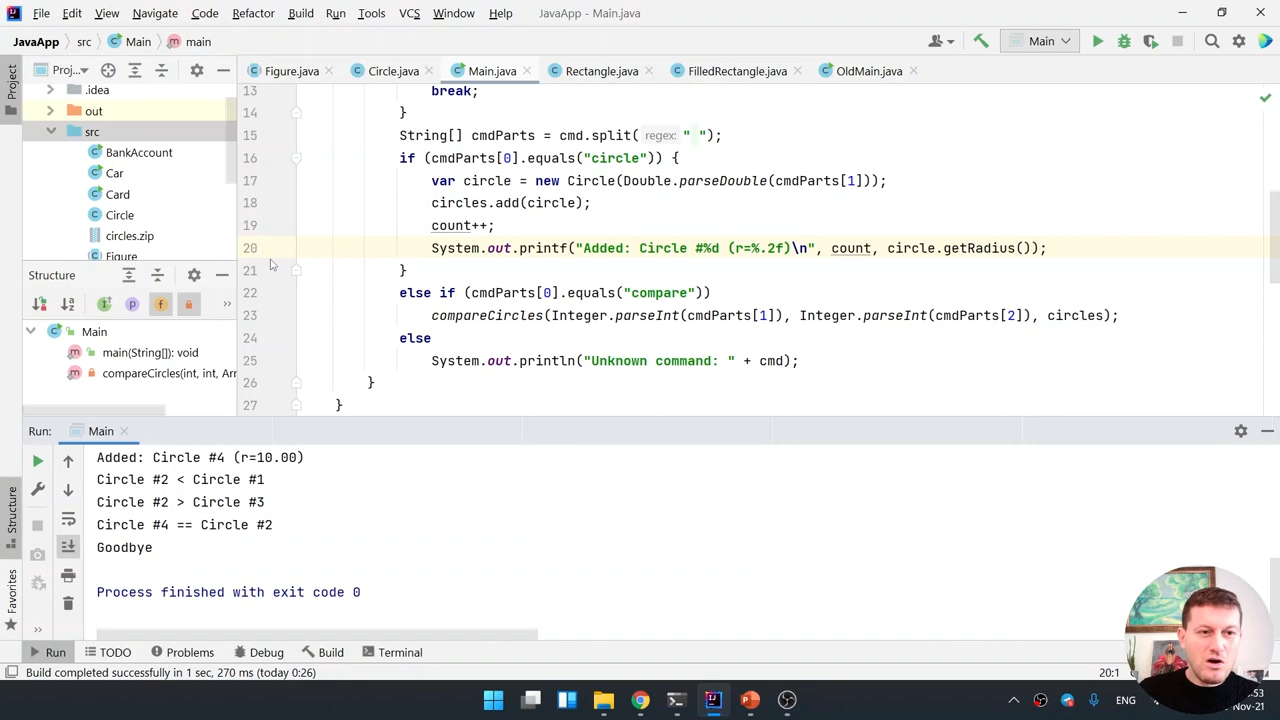 File Edit View Navigate Code Refactor Build Run Tools VCS Window Help JavaApp - Main.java
JavaApp src Main main Main
Project Proj... Figure.java Circle.java Main.java Rectangle.java FilledRectangle.java OldMain.java
.idea
out
src
BankAccount
Car
Card
Circle
circles.zip
Figure
Structure
Main
main(String[]): void
compareCircles(int, int, Arr
13 break;
14 }
15 String[] cmdParts = cmd.split( regex: " ");
16 if (cmdParts[0].equals("circle")) {
17 var circle = new Circle(Double.parseDouble(cmdParts[1]));
18 circles.add(circle);
19 count++;
20 System.out.printf("Added: Circle #%d (r=%.2f)\n", count, circle.getRadius());
21 }
22 else if (cmdParts[0].equals("compare"))
23 compareCircles(Integer.parseInt(cmdParts[1]), Integer.parseInt(cmdParts[2]), circles);
24 else
25 System.out.println("Unknown command: " + cmd);
26 }
27 }
Run: Main
Added: Circle #4 (r=10.00)
Circle #2 < Circle #1
Circle #2 > Circle #3
Circle #4 == Circle #2
Goodbye
Process finished with exit code 0
Structure
Favorites
Run TODO Problems Debug Build Terminal
Build completed successfully in 1 sec, 270 ms (today 0:26) 20:1
ENG